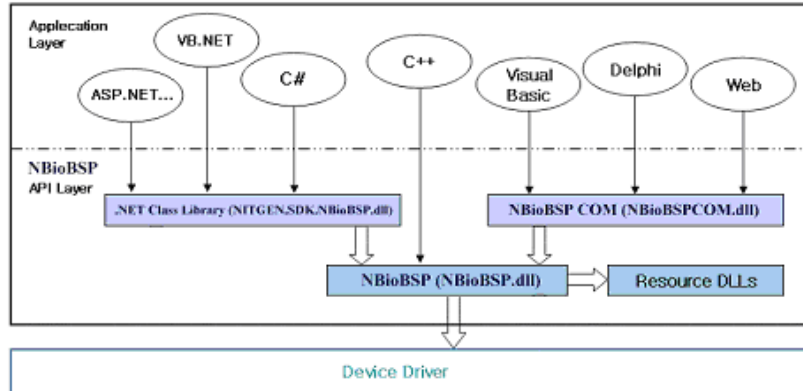 Applecation
Layer
ASP.NET...
VB.NET
C#
C++
Visual
Basic
Delphi
Web
NBioBSP
API Layer
.NET Class Library (NITGEN.SDK.NBioBSP.dll)
NBioBSP COM (NBioBSPCOM.dll)
NBioBSP (NBioBSP.dll)
Resource DLLs
Device Driver